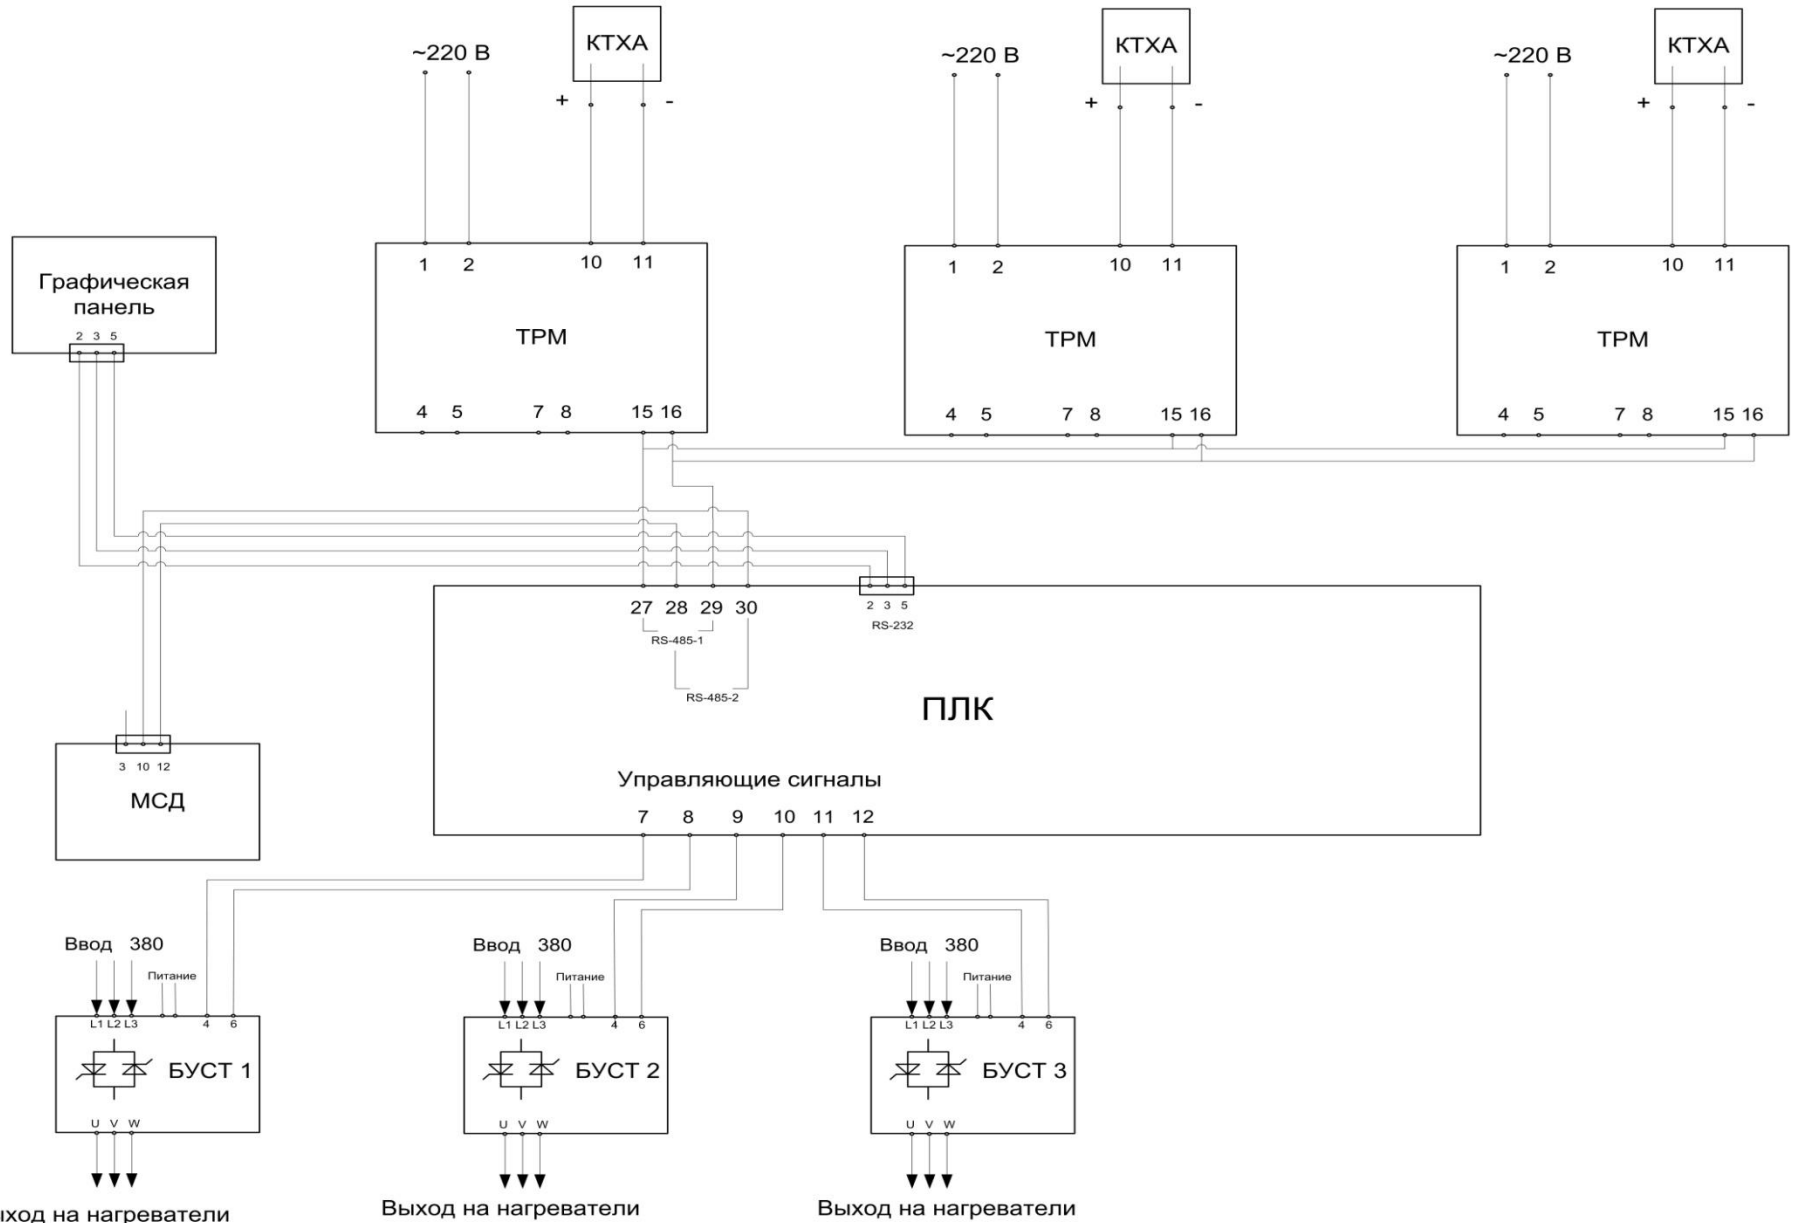 КТХА
КТХА
КТХА
~220 В
~220 В
~220 В
+ -
+ -
+ -
1 2 10 11
1 2 10 11
1 2 10 11
Графическая
панель
2 3 5
ТРМ
ТРМ
ТРМ
4 5 7 8 15 16
4 5 7 8 15 16
4 5 7 8 15 16
27 28 29 30
2 3 5
RS-232
RS-485-1
RS-485-2
ПЛК
3 10 12
МСД
Управляющие сигналы
7 8 9 10 11 12
Ввод 380
Питание
L1 L2 L3 4 6
БУСТ 1
U V W
ыход на нагреватели
Ввод 380
Питание
L1 L2 L3 4 6
БУСТ 2
U V W
Выход на нагреватели
Ввод 380
Питание
L1 L2 L3 4 6
БУСТ 3
U V W
Выход на нагреватели